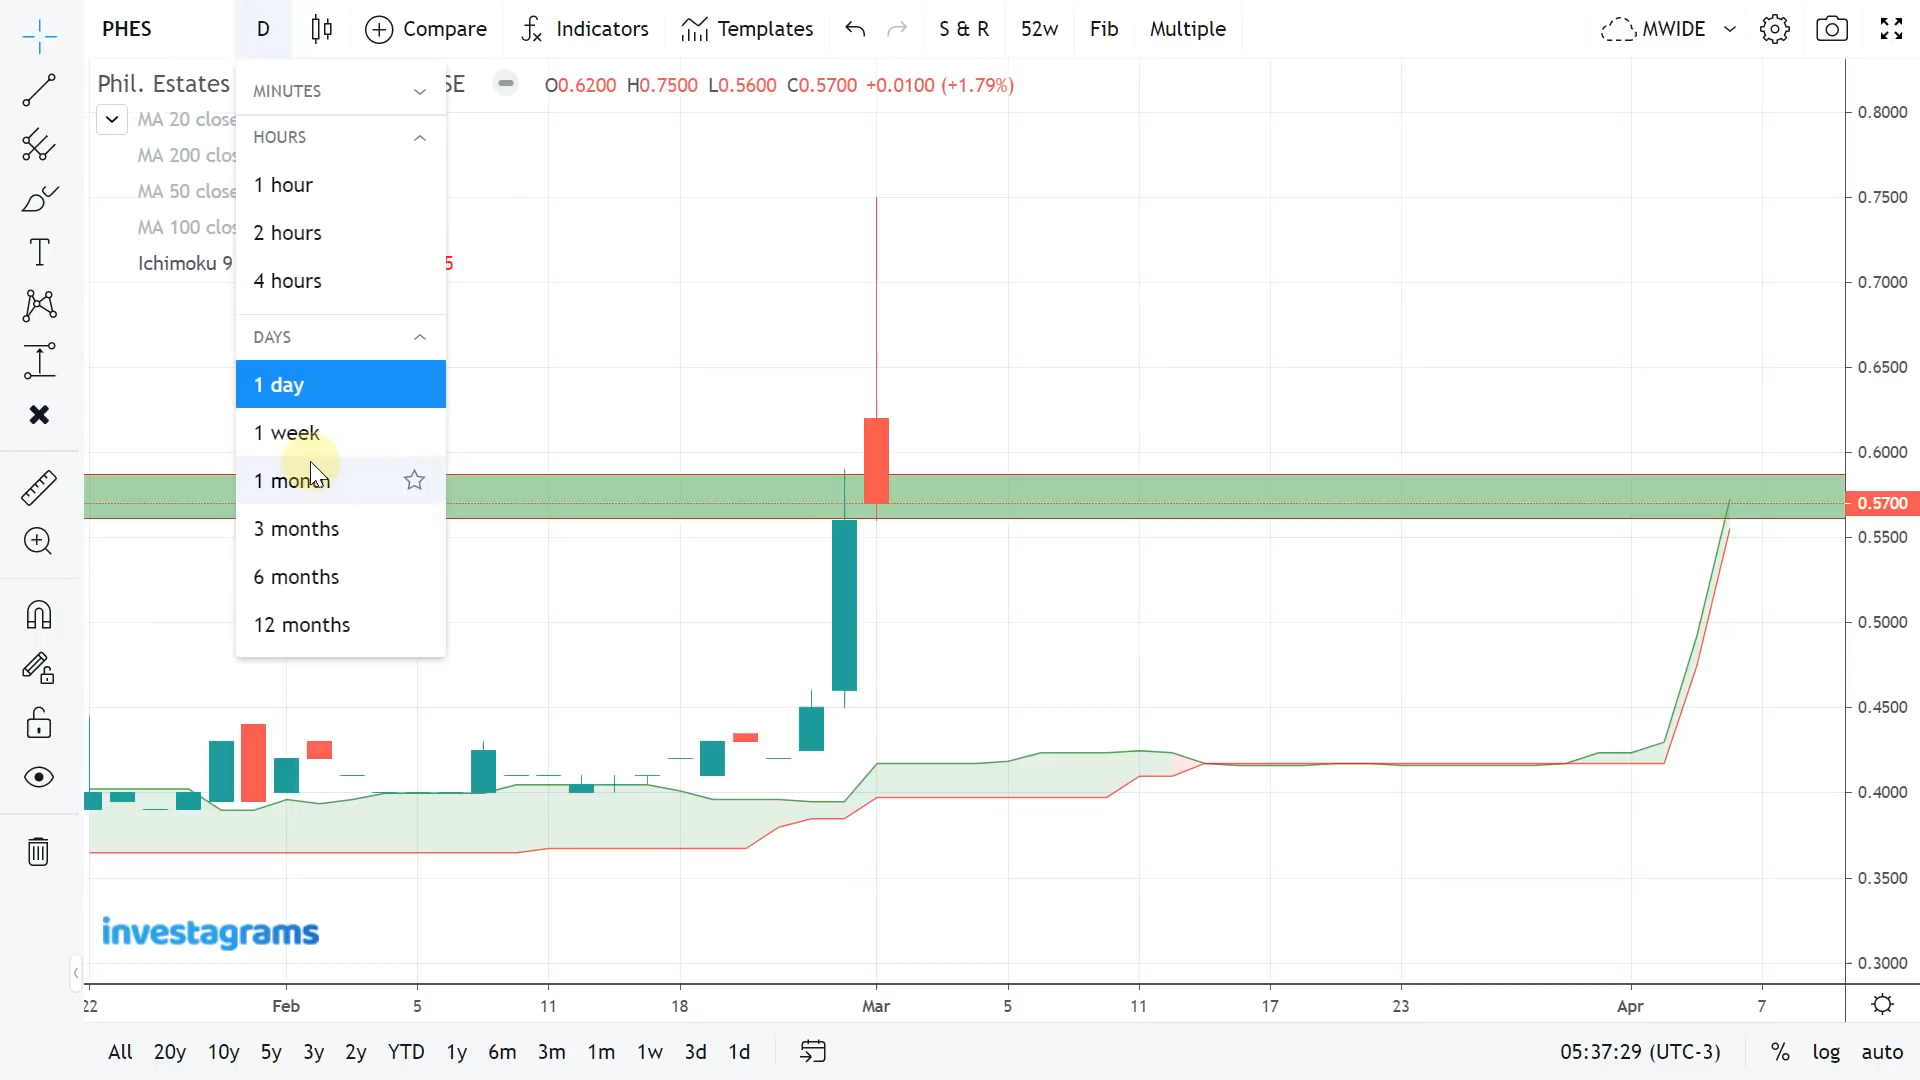 PHES D Compare Indicators Templates S & R 52w Fib Multiple MWIDE
Phil. Estates SE O0.6200 H0.7500 L0.5600 C0.5700 +0.0100 (+1.79%)
MINUTES
MA 20 close
HOURS
MA 200 clos
1 hour
MA 50 close
MA 100 clos
2 hours
Ichimoku 9 5
4 hours
DAYS
1 day
1 week
1 month
3 months
6 months
12 months
0.8000
0.7500
0.7000
0.6500
0.6000
0.5700
0.5500
0.5000
0.4500
0.4000
0.3500
0.3000
investagrams
22 Feb 5 11 18 Mar 5 11 17 23 Apr 7
All 20y 10y 5y 3y 2y YTD 1y 6m 3m 1m 1w 3d 1d 05:37:29 (UTC-3) % log auto